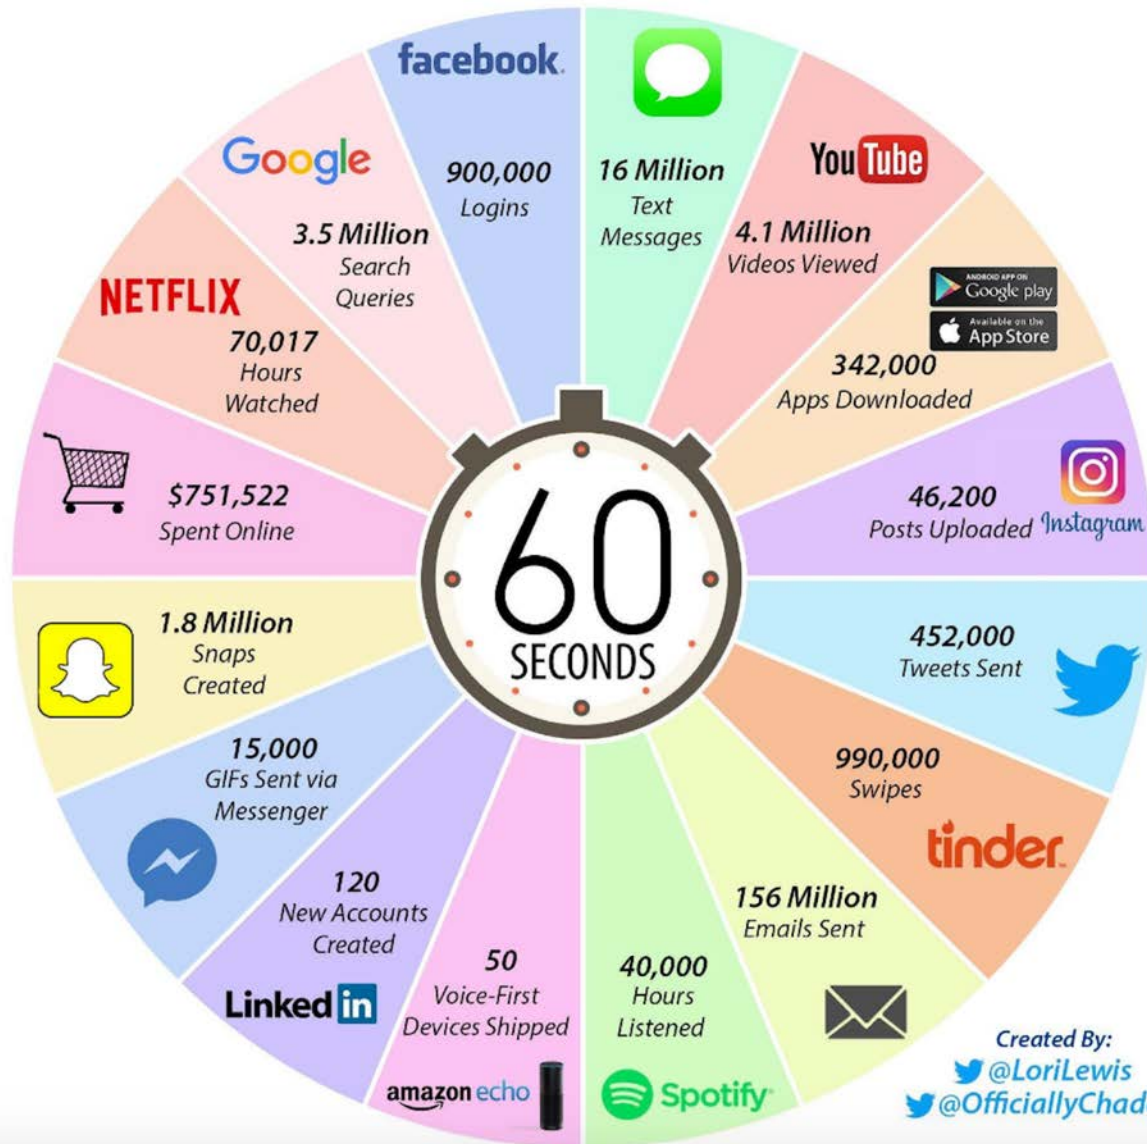 facebook.
900,000
Logins
16 Million
Text
Messages
YouTube
4.1 Million
Videos Viewed
ANDROID APP ON
Google play
Available on the
App Store
342,000
Apps Downloaded
46,200
Posts Uploaded
Instagram
452,000
Tweets Sent
990,000
Swipes
tinder
156 Million
Emails Sent
40,000
Hours
Listened
Spotify
50
Voice-First
Devices Shipped
amazon echo
120
New Accounts
Created
Linked in
15,000
GIFs Sent via
Messenger
1.8 Million
Snaps
Created
$751,522
Spent Online
NETFLIX
70,017
Hours
Watched
Google
3.5 Million
Search
Queries
60
SECONDS
Created By:
@LoriLewis
@OfficiallyChad